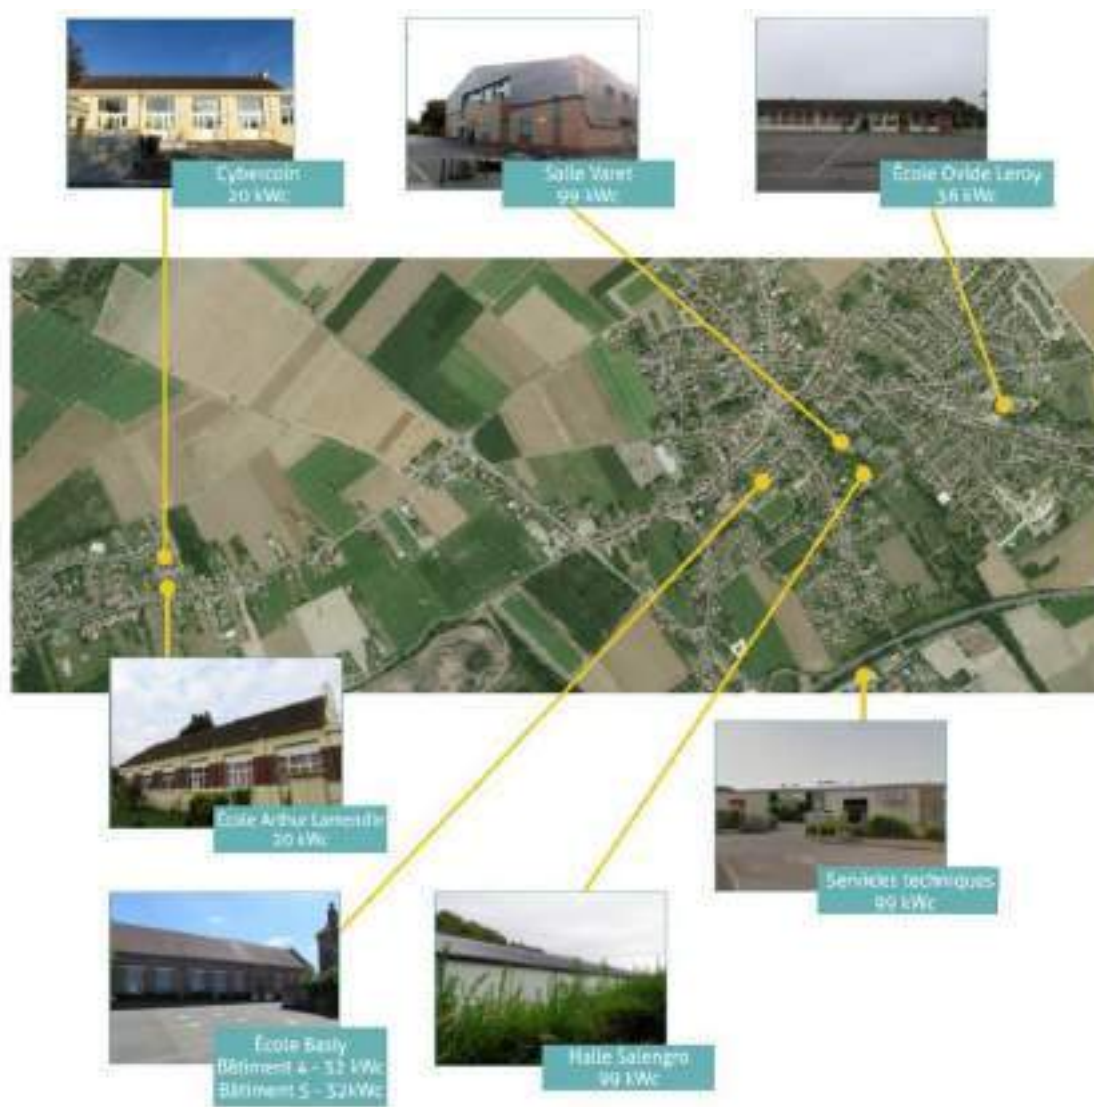 Cybercoin
20 kWc
Salle Varet
99 kWc
École Ovide Leroy
36 kWc
École Arthur Lamendin
20 kWc
Servicies techniques
99 kWc
École Basly
Bâtiment 4 - 32 kWc
Bâtiment 5 - 32kWc
Halle Salengro
99 kWc